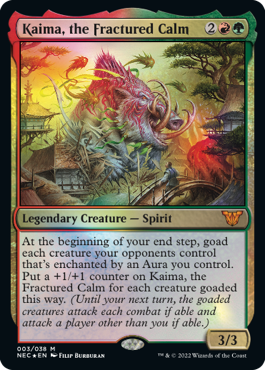 Kaima, the Fractured Calm 2
Legendary Creature — Spirit
At the beginning of your end step, goad
each creature your opponents control
that's enchanted by an Aura you control.
Put a +1/+1 counter on Kaima, the
Fractured Calm for each creature goaded
this way. (Until your next turn, the goaded
creatures attack each combat if able and
attack a player other than you if able.)
3/3
003/038 M
NEC ★ EN FILIP BURBURAN ™ & © 2022 Wizards of the Coast